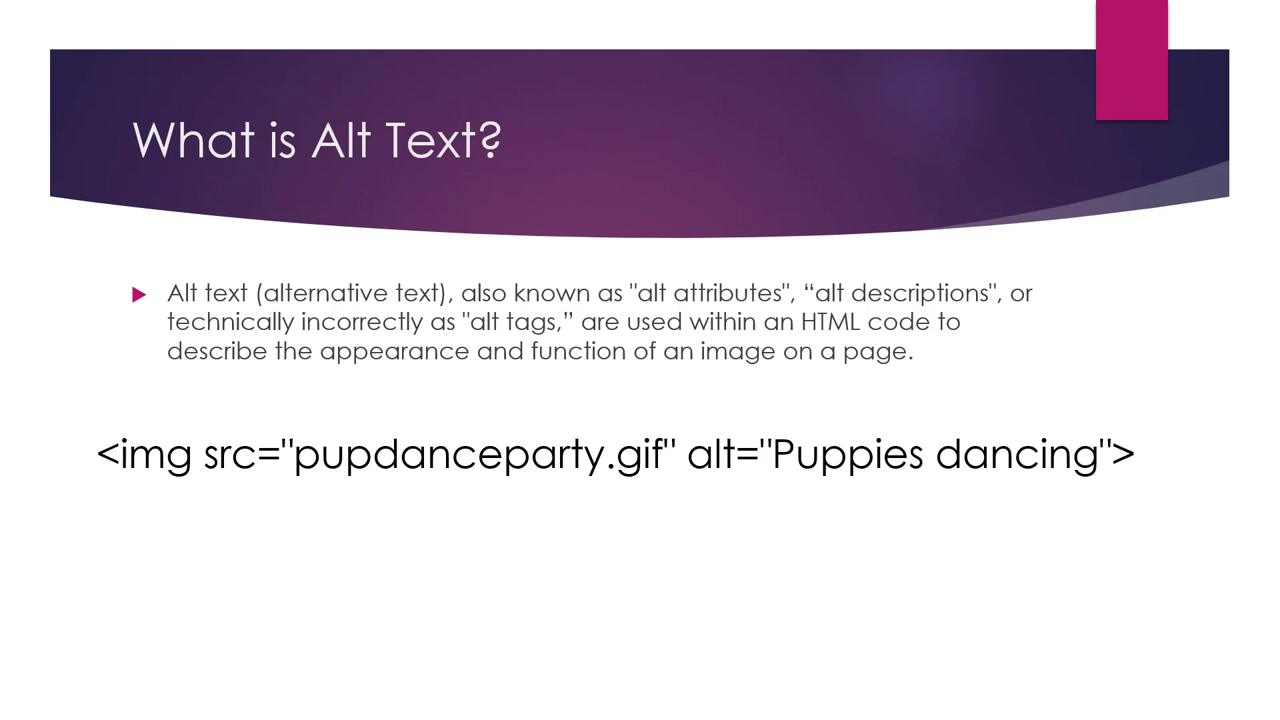 What is Alt Text?
Alt text (alternative text), also known as "alt attributes", “alt descriptions", or
technically incorrectly as "alt tags,” are used within an HTML code to
describe the appearance and function of an image on a page.
<img src="pupdanceparty.gif" alt="Puppies dancing">